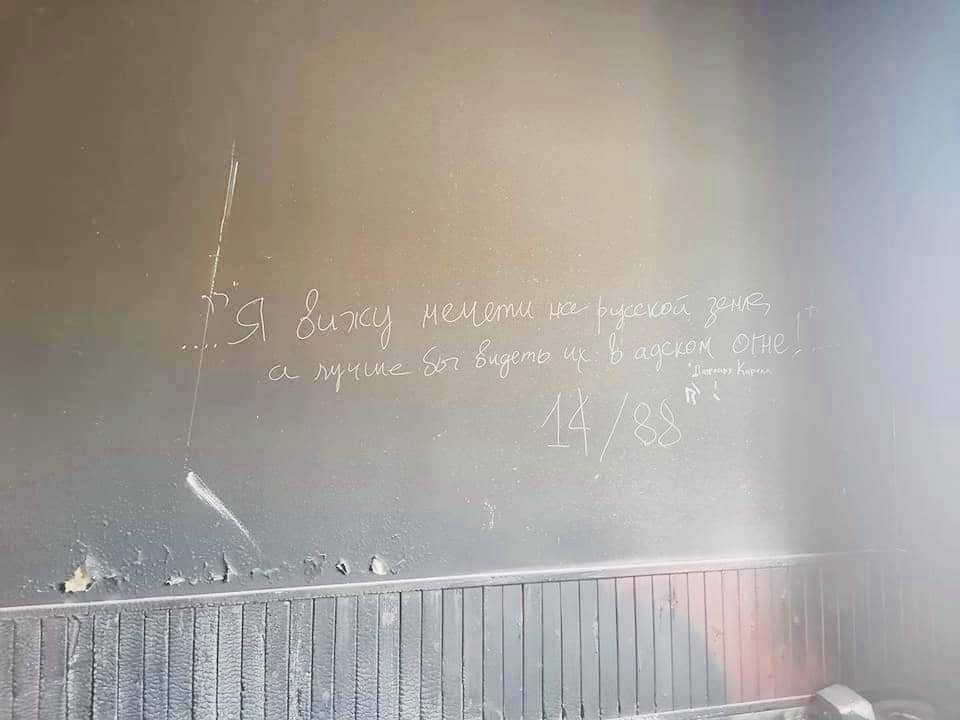 .... "Я вижу мечети на русской земле,
а лучше бы видеть их в адском огне!
14/88